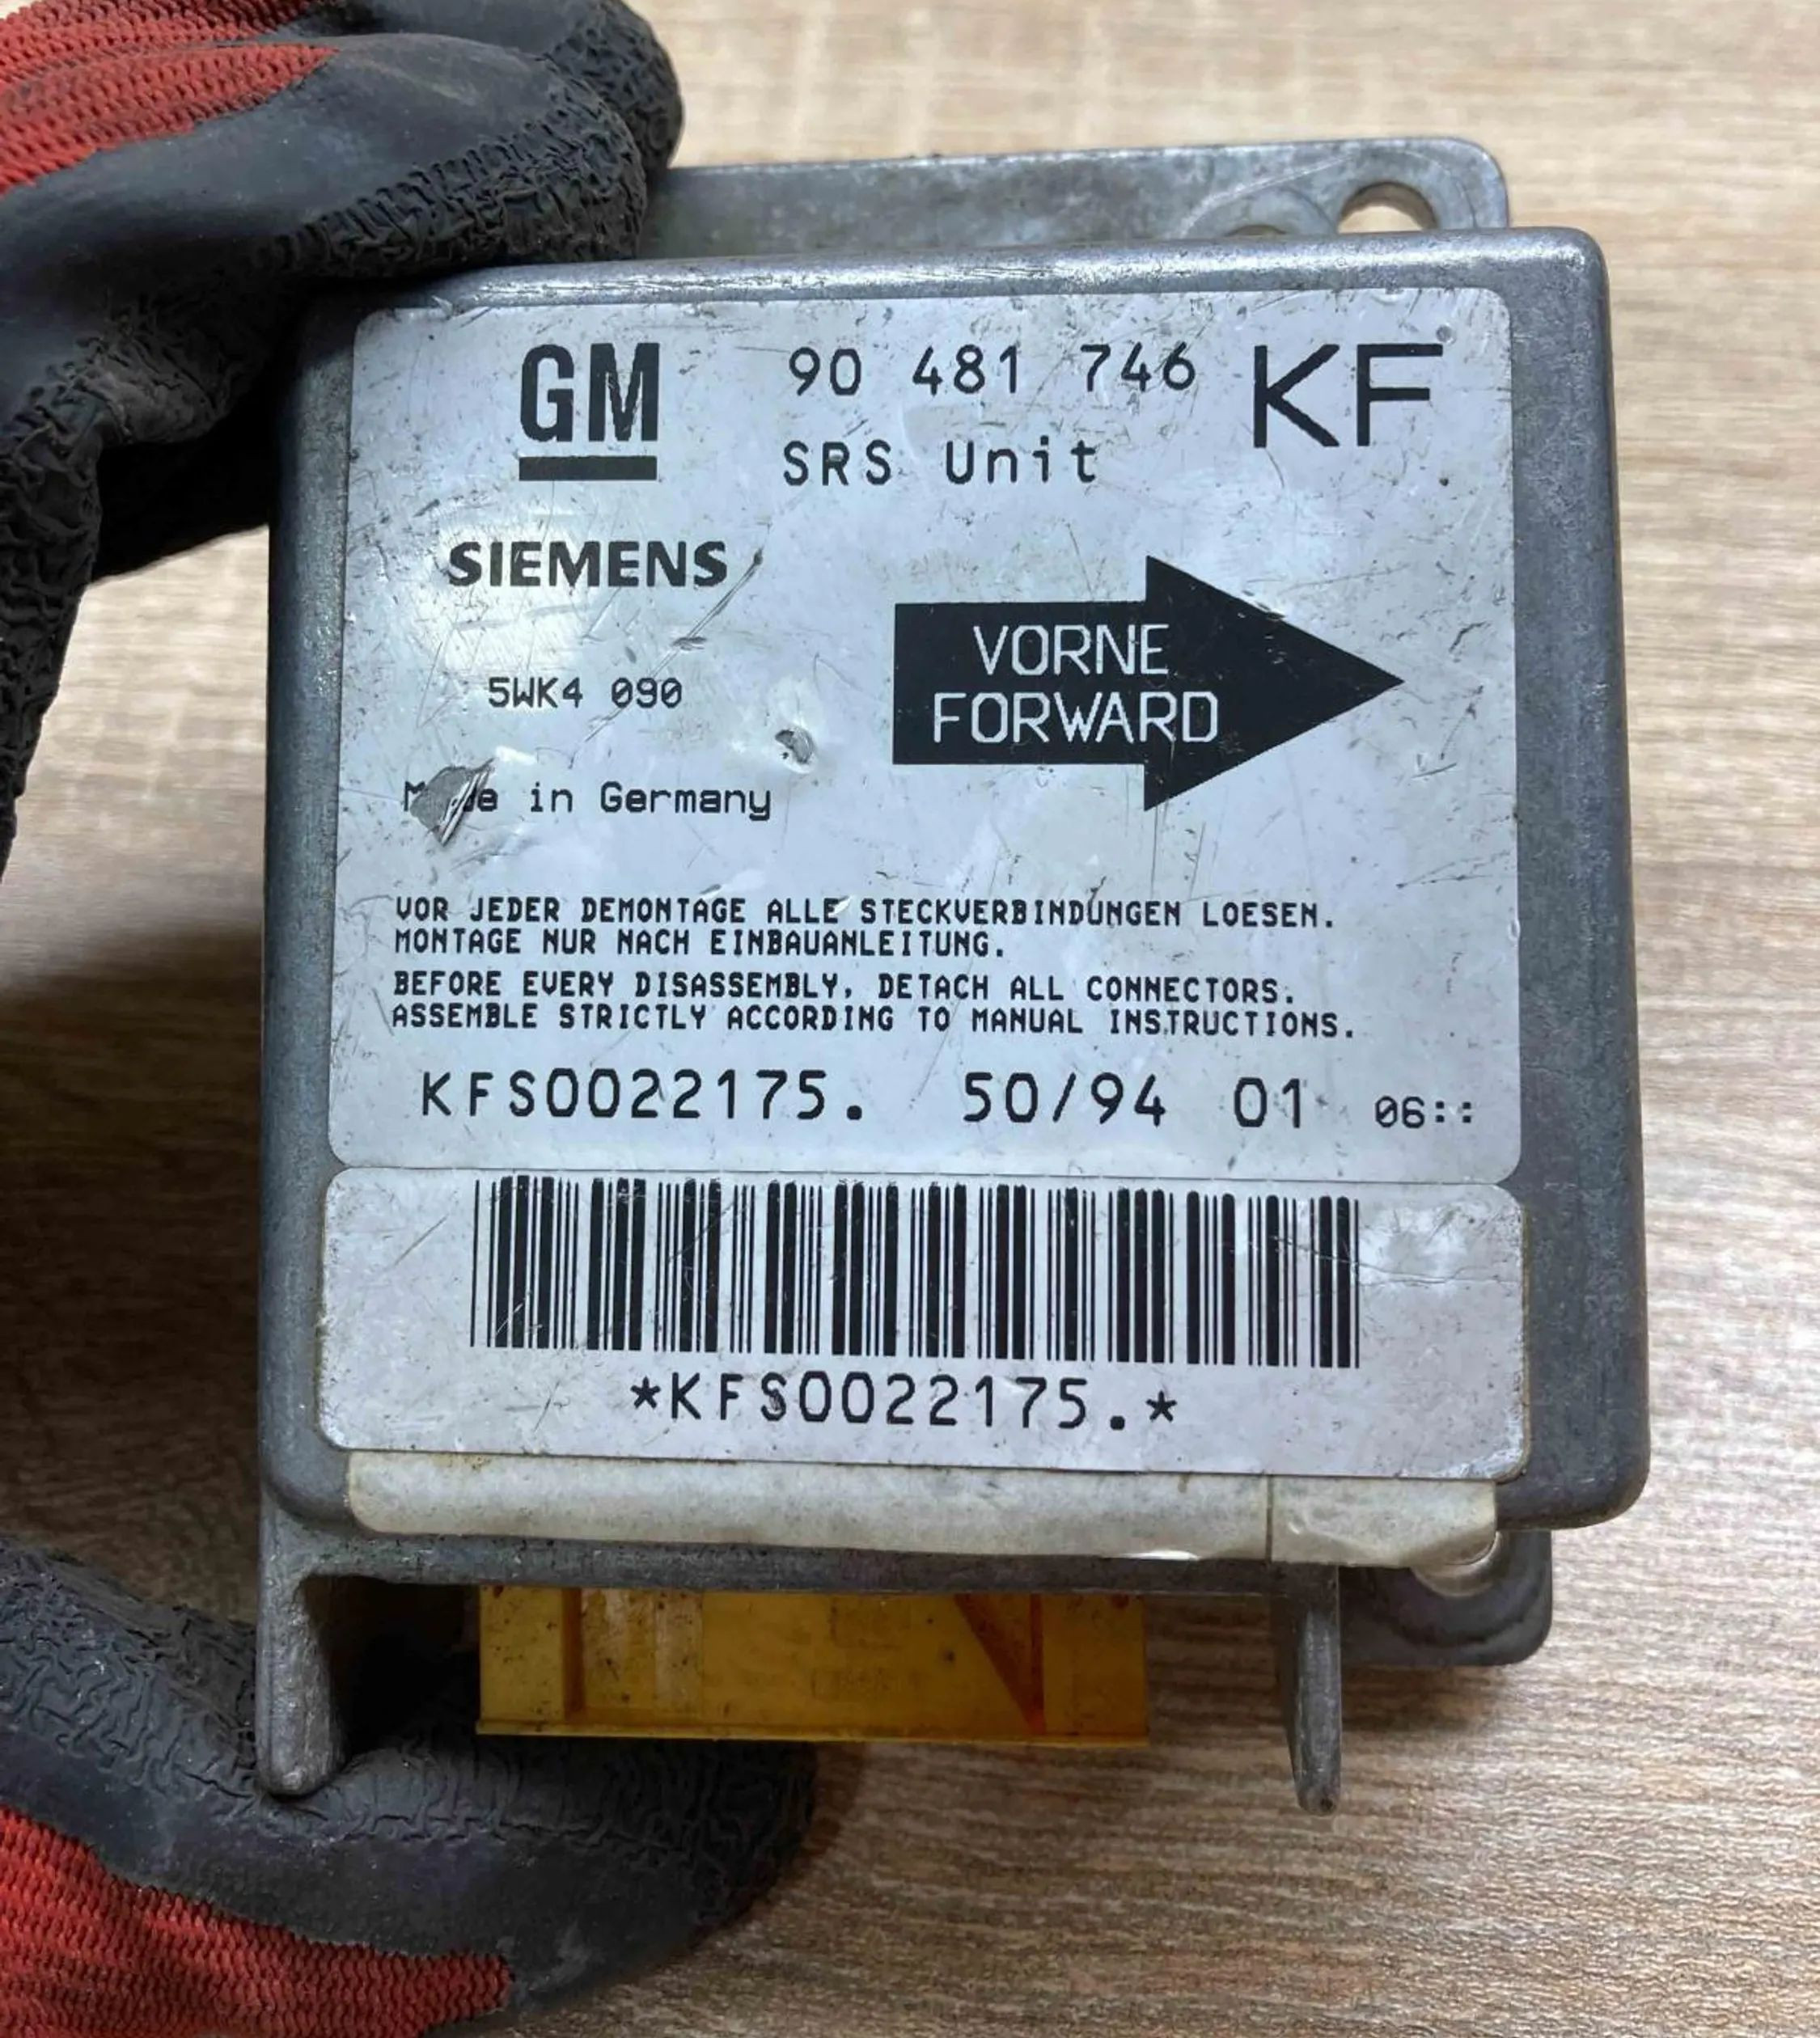 GM 90 481 746 KF
SRS Unit
SIEMENS
VORNE
FORWARD
5WK4 090
in Germany
VOR JEDER DEMONTAGE ALLE STECKVERBINDUNGEN LOESEN.
MONTAGE NUR NACH EINBAUANLEITUNG.
BEFORE EVERY DISASSEMBLY, DETACH ALL CONNECTORS.
ASSEMBLE STRICTLY ACCORDING TO MANUAL INSTRUCTIONS.
KFS0022175. 50/94 01 06::
*KFS0022175.*